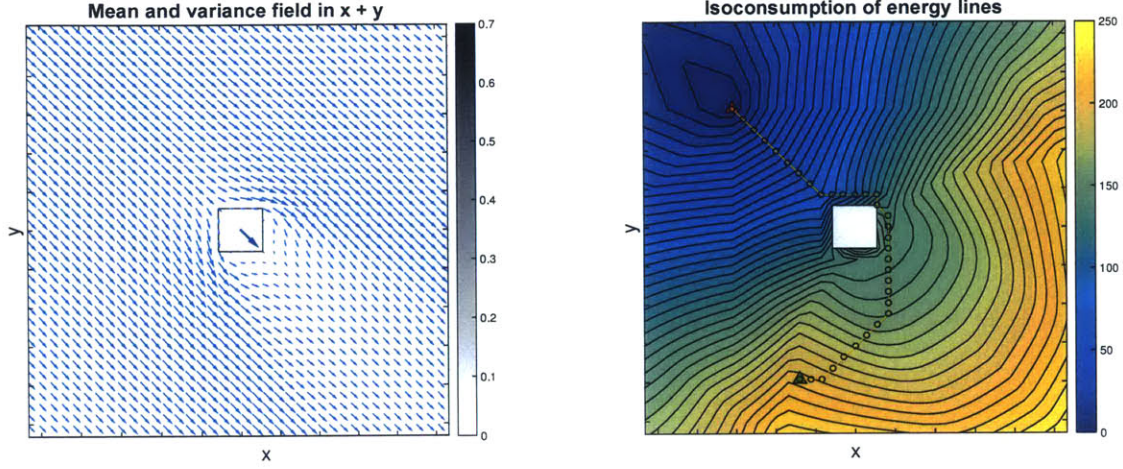 Mean and variance field in x + y
0.7
0.6
0.5
0.4
0.3
0.2
0.1
0
y
x
Isoconsumption of energy lines
250
200
150
100
50
0
y
x